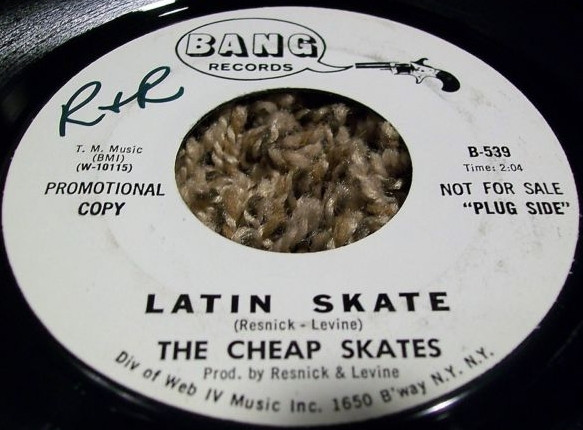 BANG
RECORDS
R+R
T. M. Music
(BMI)
(W-10115)
PROMOTIONAL
COPY
B-539
Time: 2:04
NOT FOR SALE
"PLUG SIDE"
LATIN SKATE
(Resnick - Levine)
THE CHEAP SKATES
Prod. by Resnick & Levine
Div of Web IV Music Inc. 1650 B'way N.Y. N.Y.